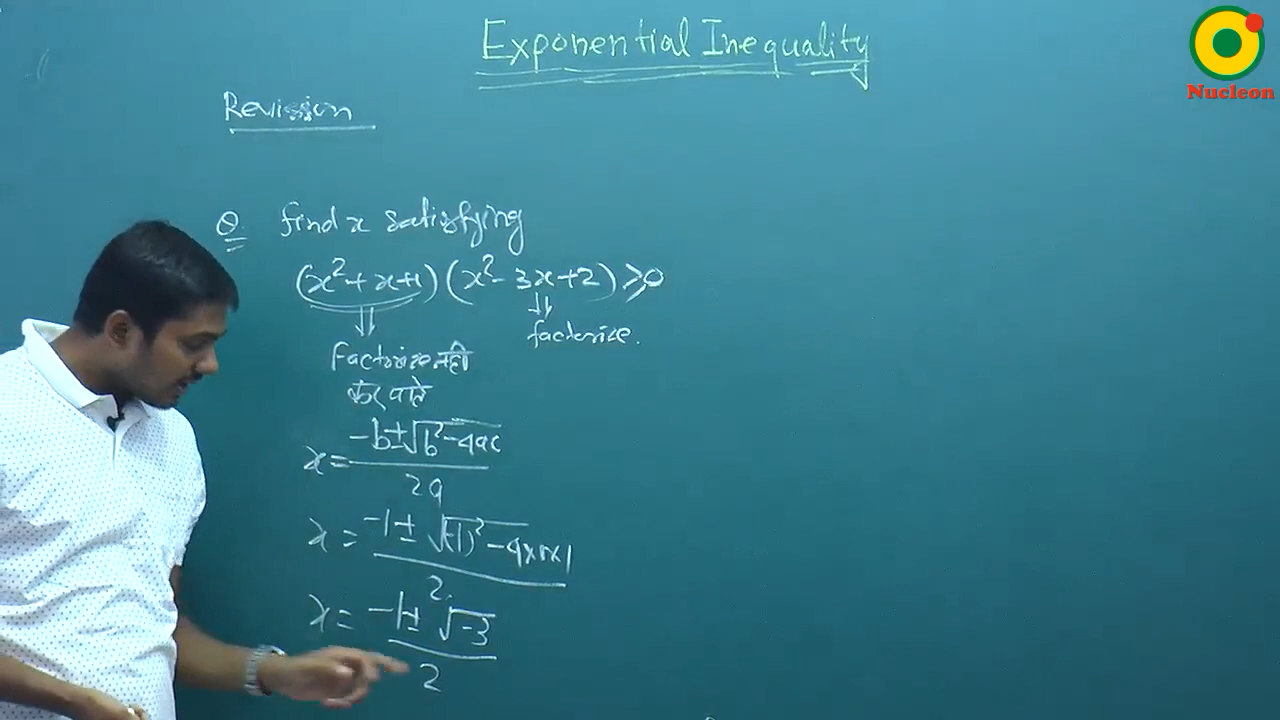 Exponential Inequality
Nucleon
Revision
Q. find x satisfying
(x²+x+1)(x²-3x+2)≥0
⇓ ⇓
Factorize नहीं factorize.
कर पाते
x = (-b±√(b²-4ac))/2a
x = (-1±√((-1)²-4×1×1))/2
x = (-1±√-3)/2